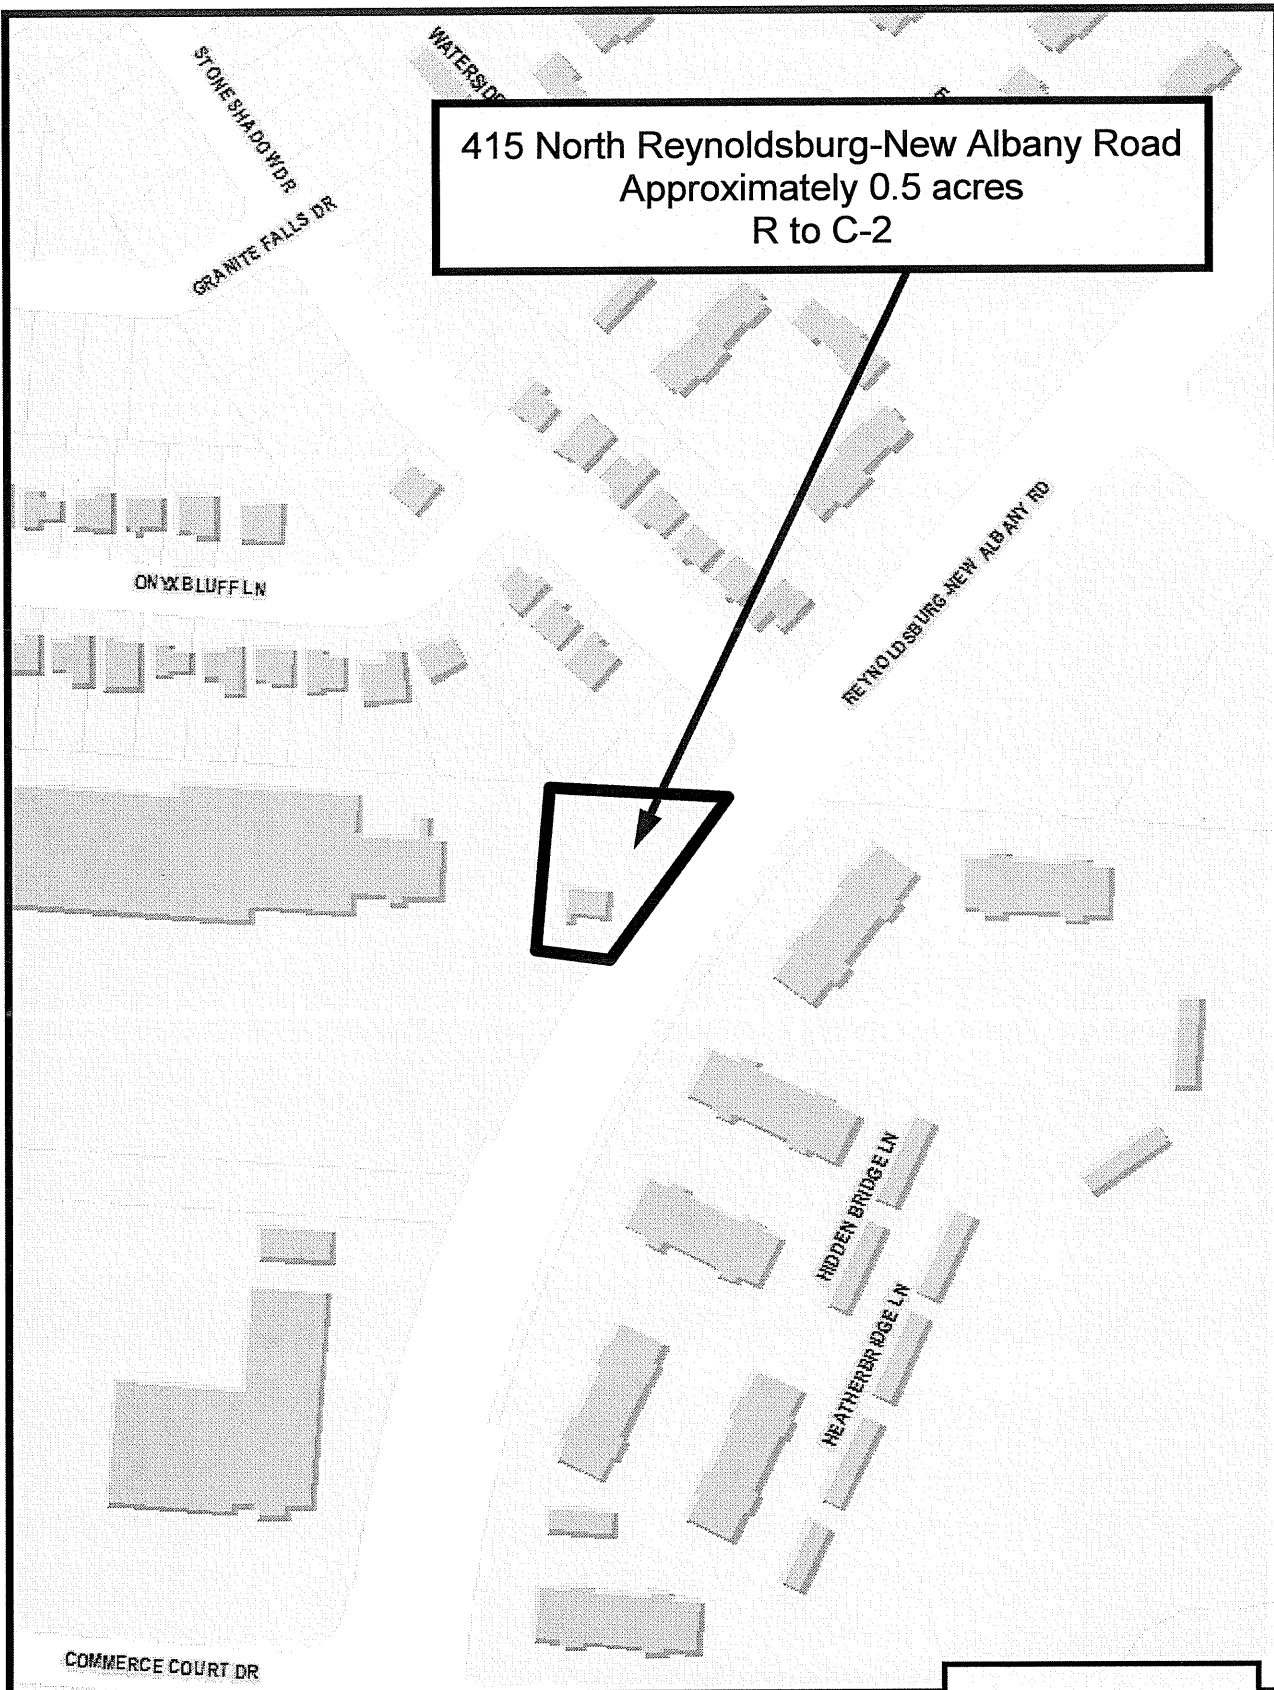 STONE SHADOW DR
WATERSIDE
GRANITE FALLS DR
415 North Reynoldsburg-New Albany Road
Approximately 0.5 acres
R to C-2
ONYX BLUFF LN
REYNOLDSBURG-NEW ALBANY RD
HIDDEN BRIDGE LN
HEATHERBRIDGE LN
COMMERCE COURT DR